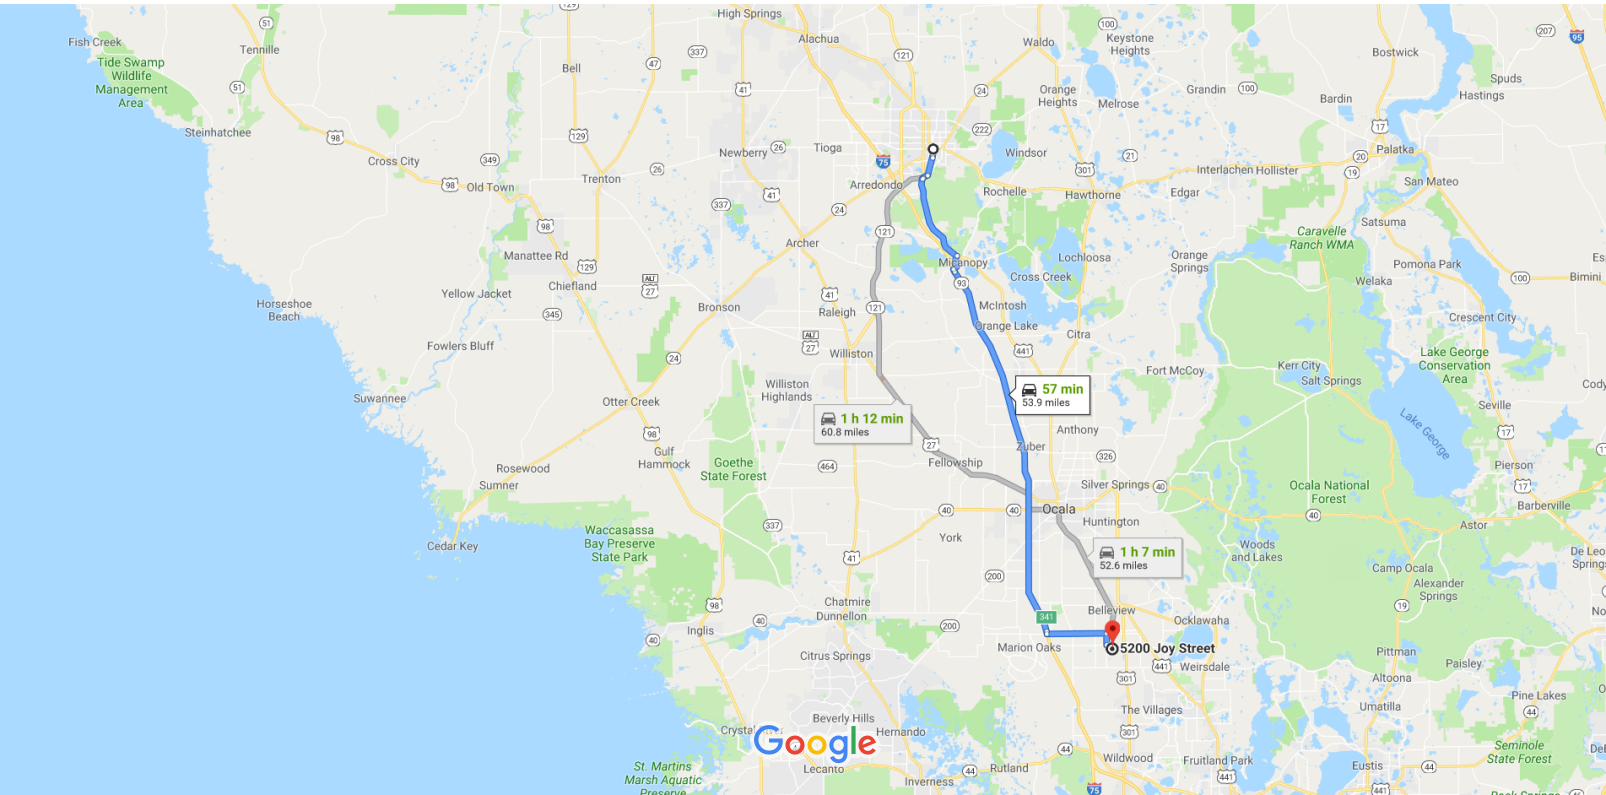 High Springs
Fish Creek
Tennille
Alachua
Waldo
Keystone
Heights
Bostwick
Tide Swamp
Wildlife
Management
Area
Bell
Orange
Heights
Melrose
Grandin
Spuds
Hastings
Bardin
Steinhatchee
Cross City
Newberry
Tioga
Windsor
Palatka
Old Town
Trenton
Arredondo
Rochelle
Hawthorne
Interlachen
Hollister
Edgar
San Mateo
Satsuma
Archer
Manattee Rd
Caravelle
Ranch WMA
Micanopy
Lochloosa
Orange
Springs
Pomona Park
Cross Creek
Welaka
Bimini
Yellow Jacket
Chiefland
Horseshoe
Beach
Bronson
Raleigh
McIntosh
Orange Lake
Citra
Crescent City
Fowlers Bluff
Williston
Lake George
Conservation
Area
Fort McCoy
Kerr City
Salt Springs
Cody
Williston
Highlands
57 min
53.9 miles
Suwannee
Otter Creek
1 h 12 min
60.8 miles
Seville
Lake George
Anthony
Zuber
Gulf
Hammock
Rosewood
Sumner
Goethe
State Forest
Fellowship
Pierson
Silver Springs
Ocala National
Forest
Barberville
Ocala
Huntington
Astor
Waccasassa
Bay Preserve
State Park
Cedar Key
York
1 h 7 min
52.6 miles
Woods
and Lakes
De Leo
Springs
Camp Ocala
Alexander
Springs
Chatmire
Dunnellon
Belleview
341
Ocklawaha
Inglis
Marion Oaks
5200 Joy Street
Citrus Springs
Weirsdale
Pittman
Paisley
Altoona
Pine Lakes
The Villages
Umatilla
Beverly Hills
Hernando
Google
Lecanto
Rutland
Wildwood
Fruitland Park
Inverness
Eustis
Seminole
State Forest
St. Martins
Marsh Aquatic
Preserve